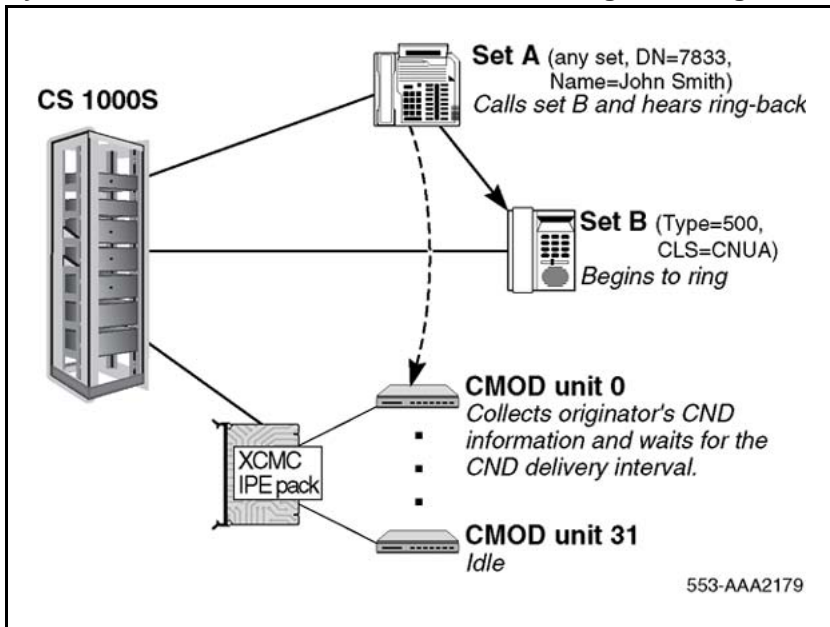 CS 1000S
Set A (any set, DN=7833,
Name=John Smith)
Calls set B and hears ring-back
Set B (Type=500,
CLS=CNUA)
Begins to ring
CMOD unit 0
Collects originator's CND
information and waits for the
CND delivery interval.
XCMC
IPE pack
CMOD unit 31
Idle
553-AAA2179